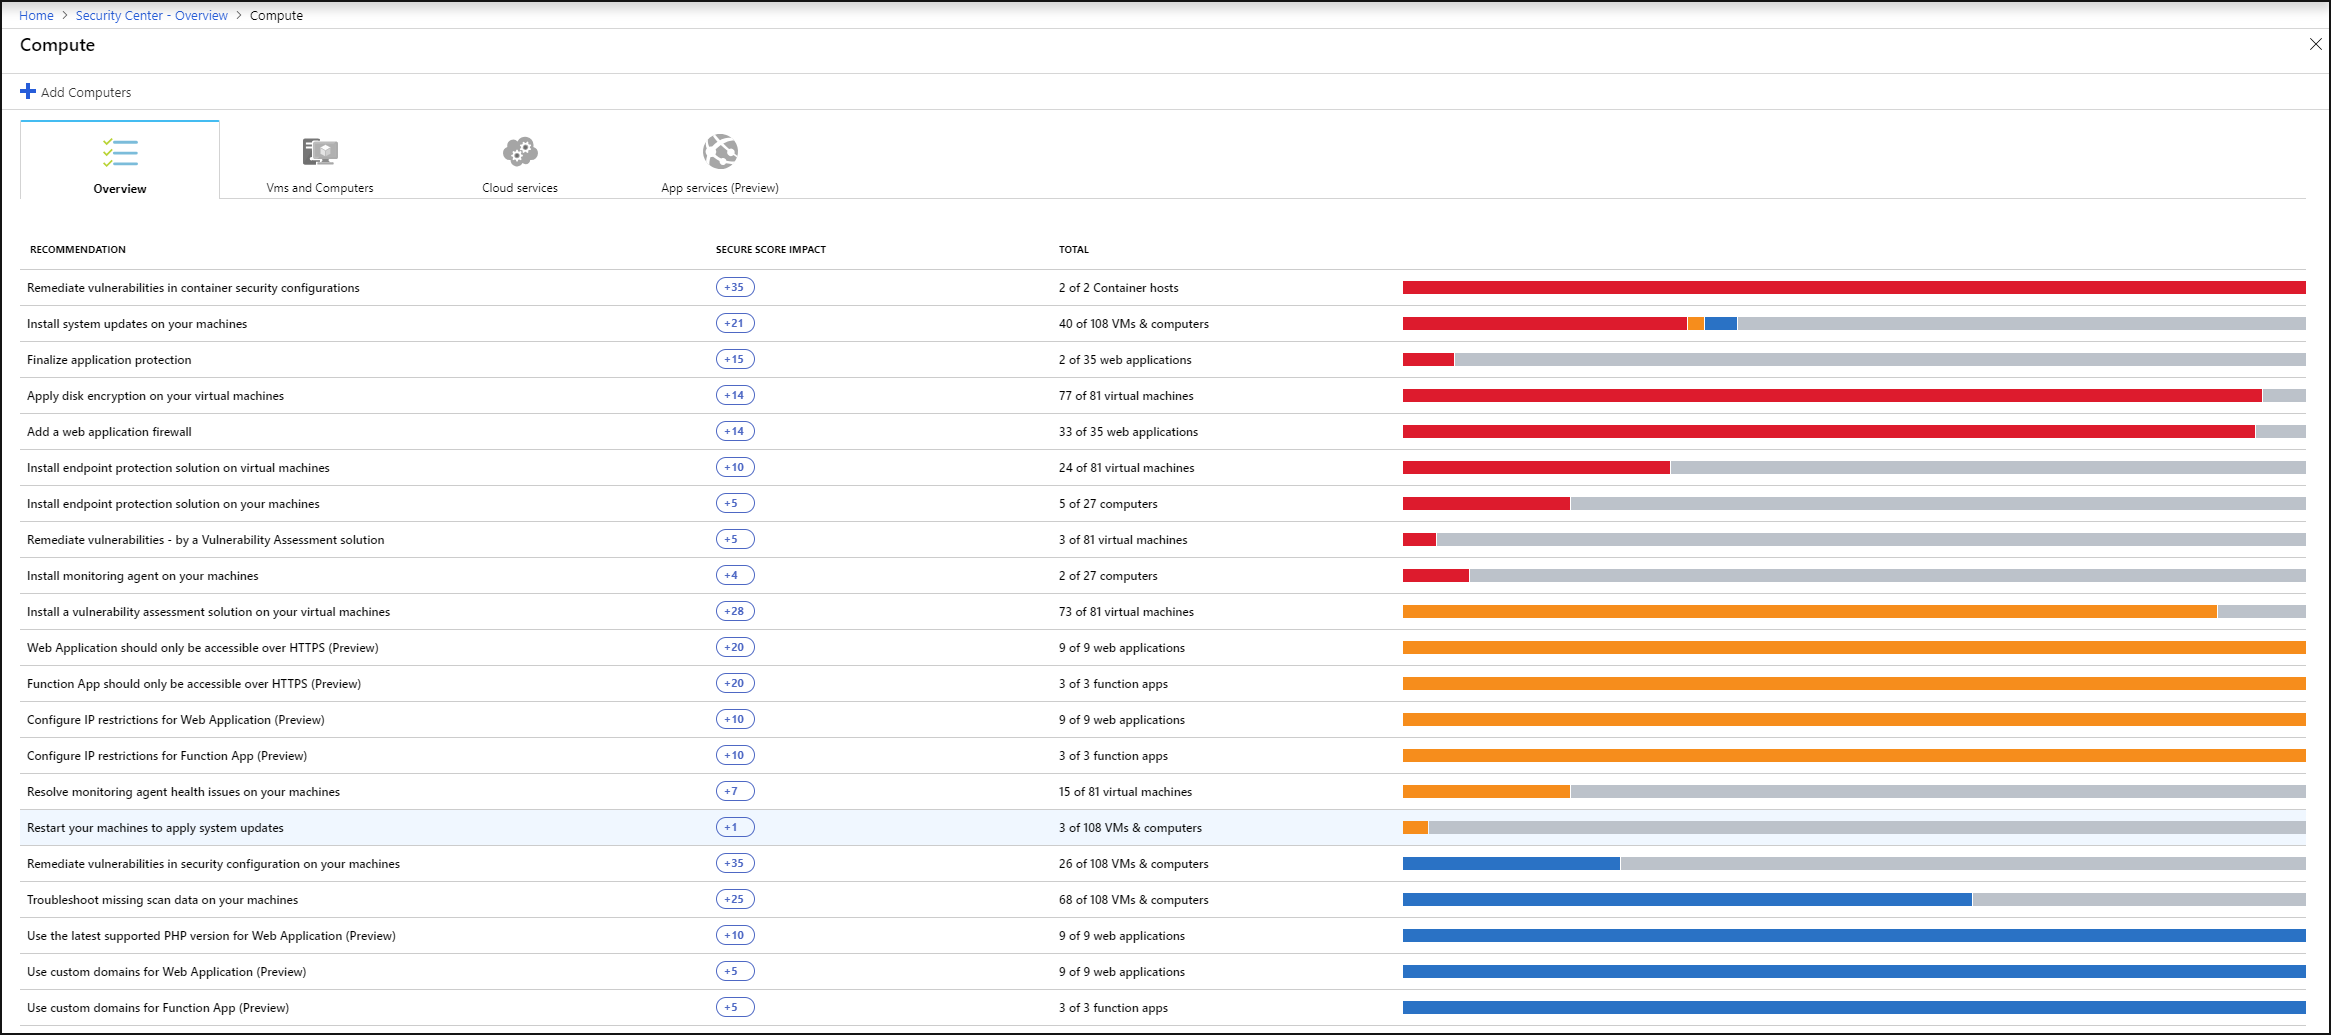 Home > Security Center - Overview > Compute
Compute
Add Computers
Overview
Vms and Computers
Cloud services
App services (Preview)
RECOMMENDATION SECURE SCORE IMPACT TOTAL
Remediate vulnerabilities in container security configurations +35 2 of 2 Container hosts
Install system updates on your machines +21 40 of 108 VMs & computers
Finalize application protection +15 2 of 35 web applications
Apply disk encryption on your virtual machines +14 77 of 81 virtual machines
Add a web application firewall +14 33 of 35 web applications
Install endpoint protection solution on virtual machines +10 24 of 81 virtual machines
Install endpoint protection solution on your machines +5 5 of 27 computers
Remediate vulnerabilities - by a Vulnerability Assessment solution +5 3 of 81 virtual machines
Install monitoring agent on your machines +4 2 of 27 computers
Install a vulnerability assessment solution on your virtual machines +28 73 of 81 virtual machines
Web Application should only be accessible over HTTPS (Preview) +20 9 of 9 web applications
Function App should only be accessible over HTTPS (Preview) +20 3 of 3 function apps
Configure IP restrictions for Web Application (Preview) +10 9 of 9 web applications
Configure IP restrictions for Function App (Preview) +10 3 of 3 function apps
Resolve monitoring agent health issues on your machines +7 15 of 81 virtual machines
Restart your machines to apply system updates +1 3 of 108 VMs & computers
Remediate vulnerabilities in security configuration on your machines +35 26 of 108 VMs & computers
Troubleshoot missing scan data on your machines +25 68 of 108 VMs & computers
Use the latest supported PHP version for Web Application (Preview) +10 9 of 9 web applications
Use custom domains for Web Application (Preview) +5 9 of 9 web applications
Use custom domains for Function App (Preview) +5 3 of 3 function apps